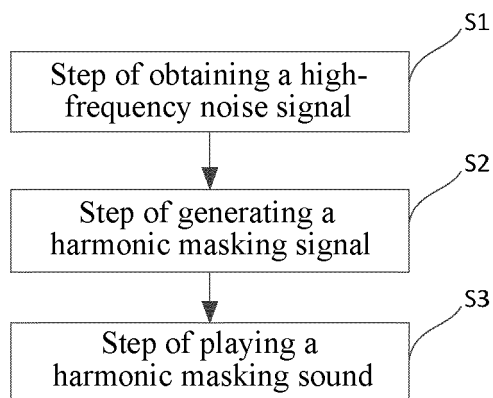 S1
Step of obtaining a high-
frequency noise signal
S2
Step of generating a
harmonic masking signal
S3
Step of playing a
harmonic masking sound